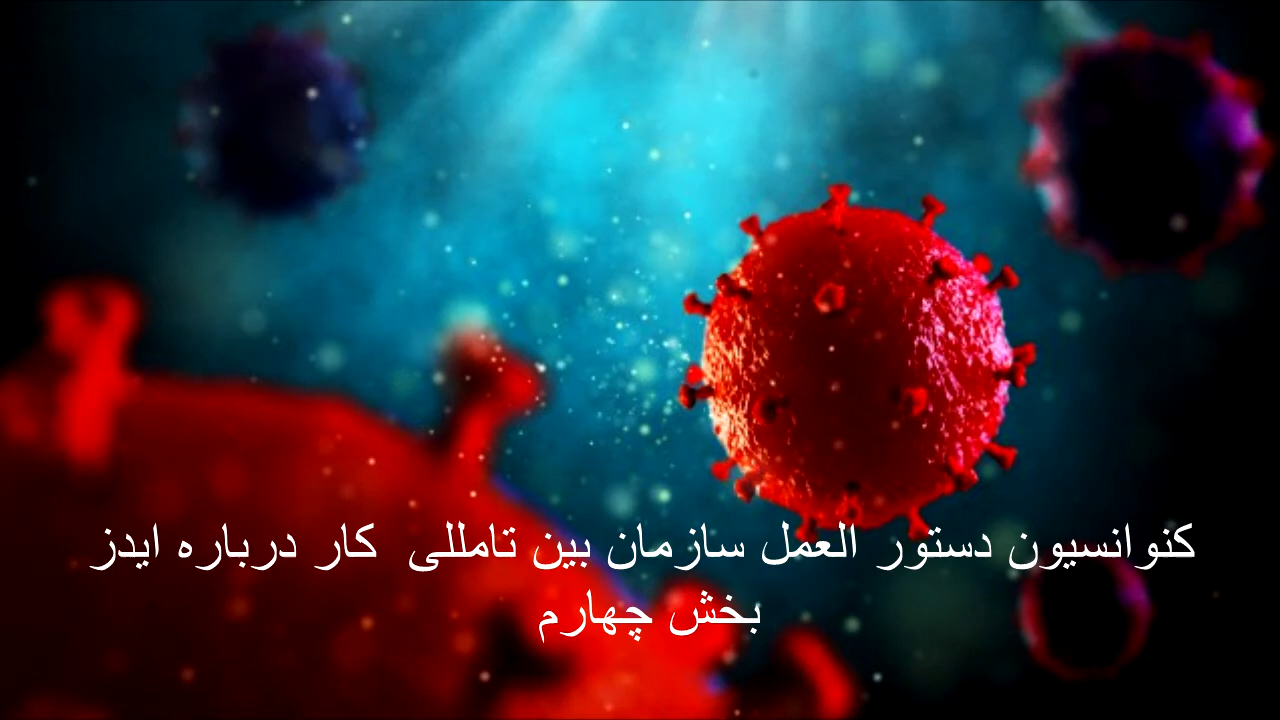 کنوانسیون دستور العمل سازمان بین تامللی کار درباره ایدز
بخش چهارم